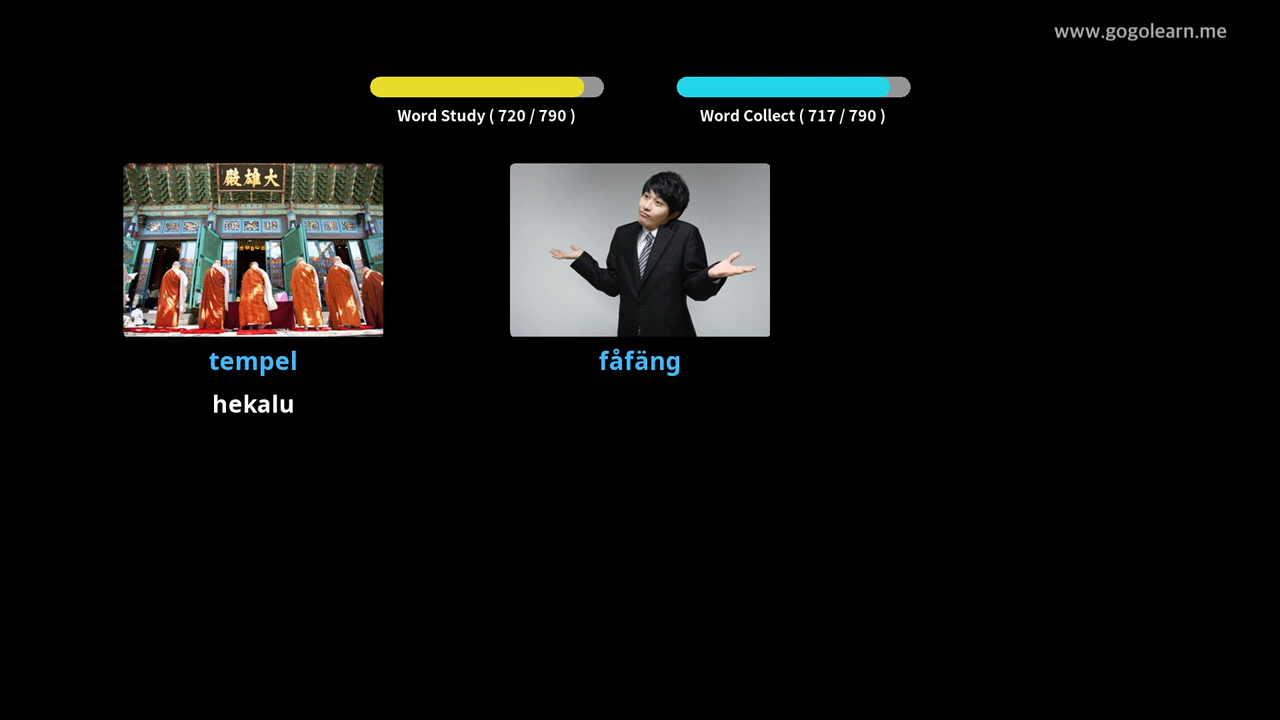 www.gogolearn.me
Word Study ( 720 / 790 )
Word Collect ( 717 / 790 )
殿雄大
tempel
fåfäng
hekalu